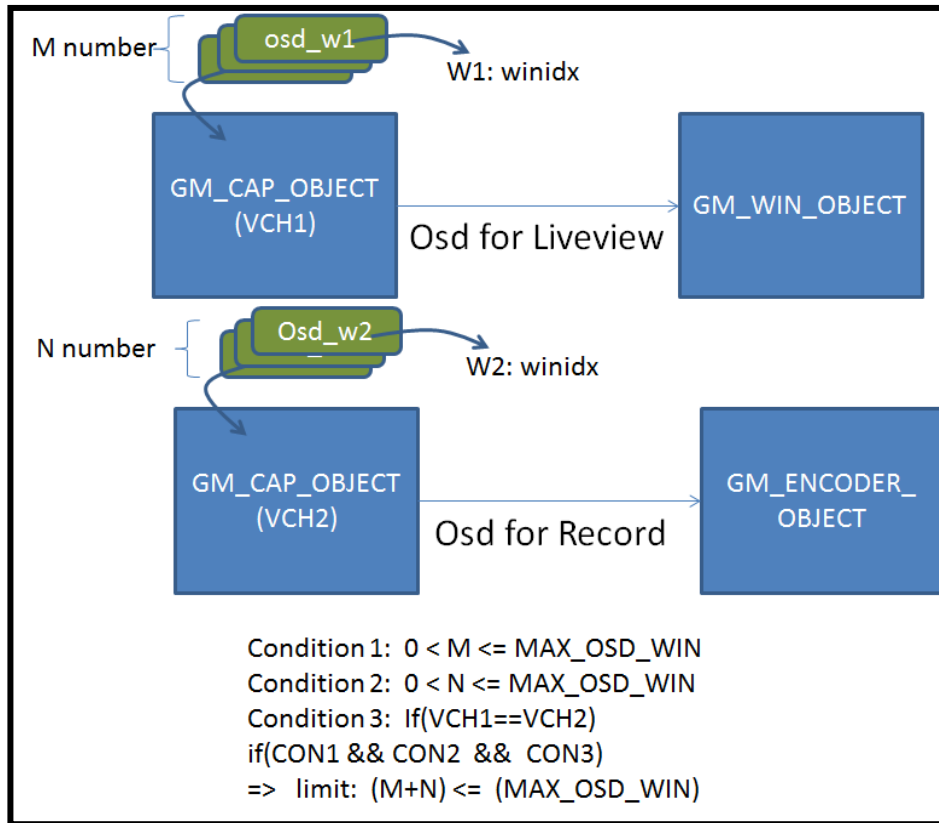 M number
osd_w1
W1: winidx
GM_CAP_OBJECT
(VCH1)
Osd for Liveview
GM_WIN_OBJECT
N number
Osd_w2
W2: winidx
GM_CAP_OBJECT
(VCH2)
Osd for Record
GM_ENCODER_
OBJECT
Condition 1:  0 < M <= MAX_OSD_WIN
Condition 2:  0 < N <= MAX_OSD_WIN
Condition 3:  If(VCH1==VCH2)
if(CON1 && CON2  &&  CON3)
=>   limit:  (M+N) <=  (MAX_OSD_WIN)